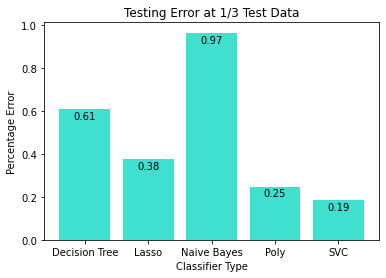 Testing Error at 1/3 Test Data
Percentage Error
1.0
0.8
0.6
0.4
0.2
0.0
0.61
0.38
0.97
0.25
0.19
Decision Tree
Lasso
Naive Bayes
Poly
SVC
Classifier Type